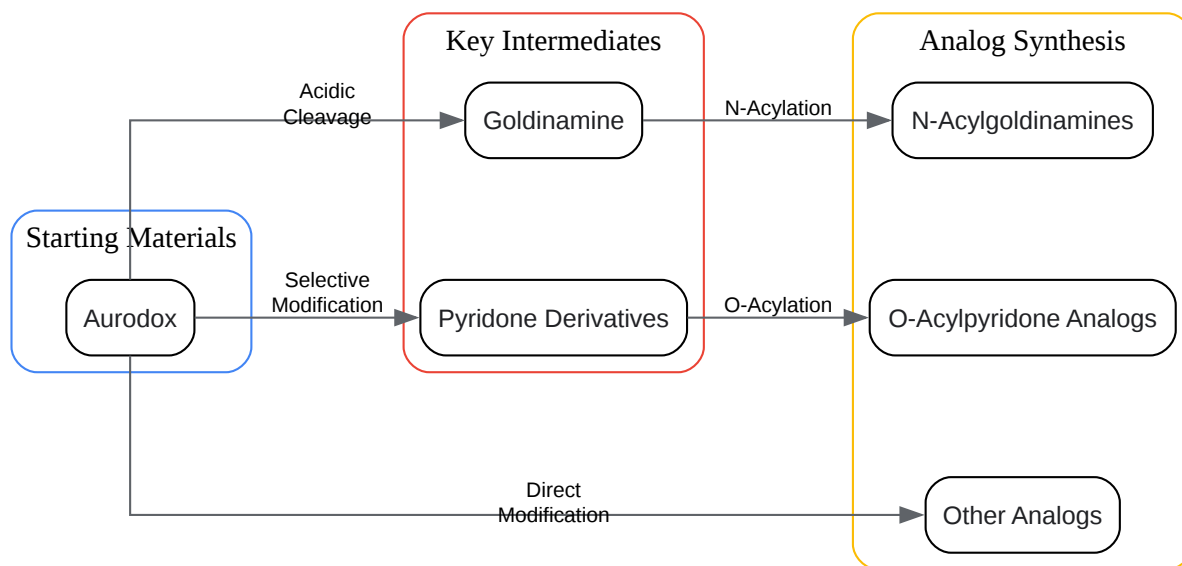 Key Intermediates
Analog Synthesis
Acidic
Cleavage
Goldinamine
N-Acylation
N-Acylgoldinamines
Starting Materials
Aurodox
Selective
Modification
Pyridone Derivatives
O-Acylation
O-Acylpyridone Analogs
Direct
Modification
Other Analogs